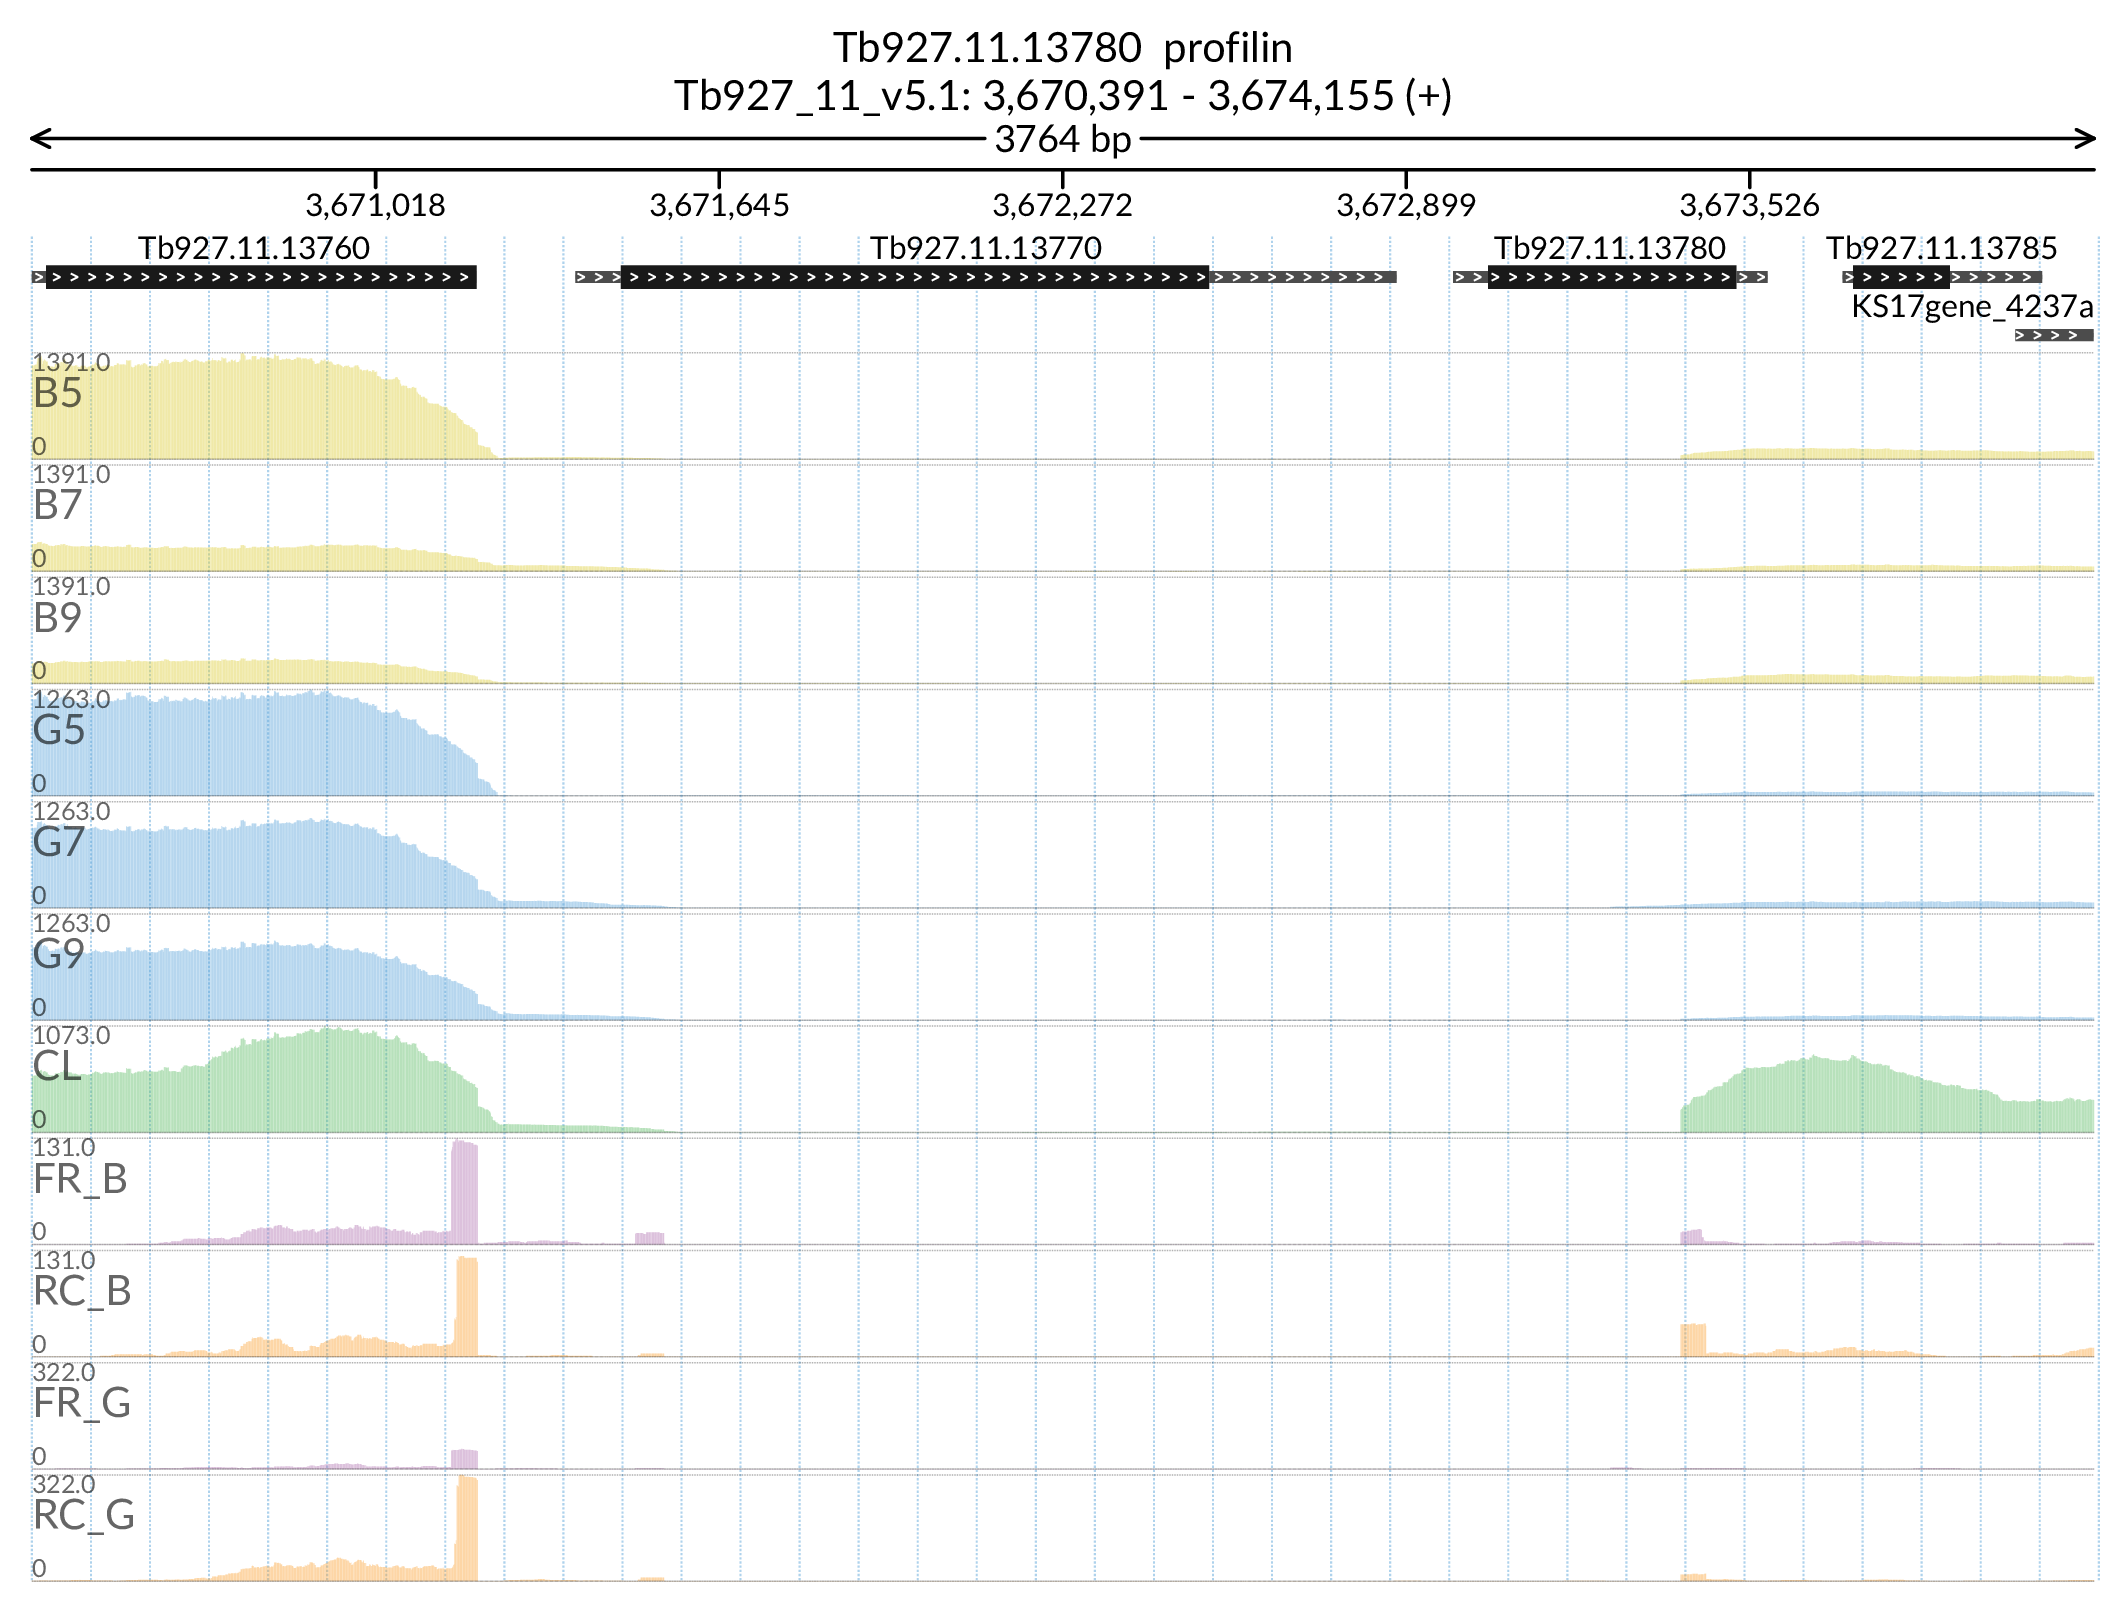 Tb927.11.13780 profilin
Tb927_11_v5.1: 3,670,391 - 3,674,155 (+)
3764 bp
3,671,018 3,671,645 3,672,272 3,672,899 3,673,526
Tb927.11.13760 Tb927.11.13770 Tb927.11.13780 Tb927.11.13785
KS17gene_4237a
1391.0
B5
0
1391.0
B7
0
1391.0
B9
0
1263.0
G5
0
1263.0
G7
0
1263.0
G9
0
1073.0
CL
0
131.0
FR_B
0
131.0
RC_B
0
322.0
FR_G
0
322.0
RC_G
0